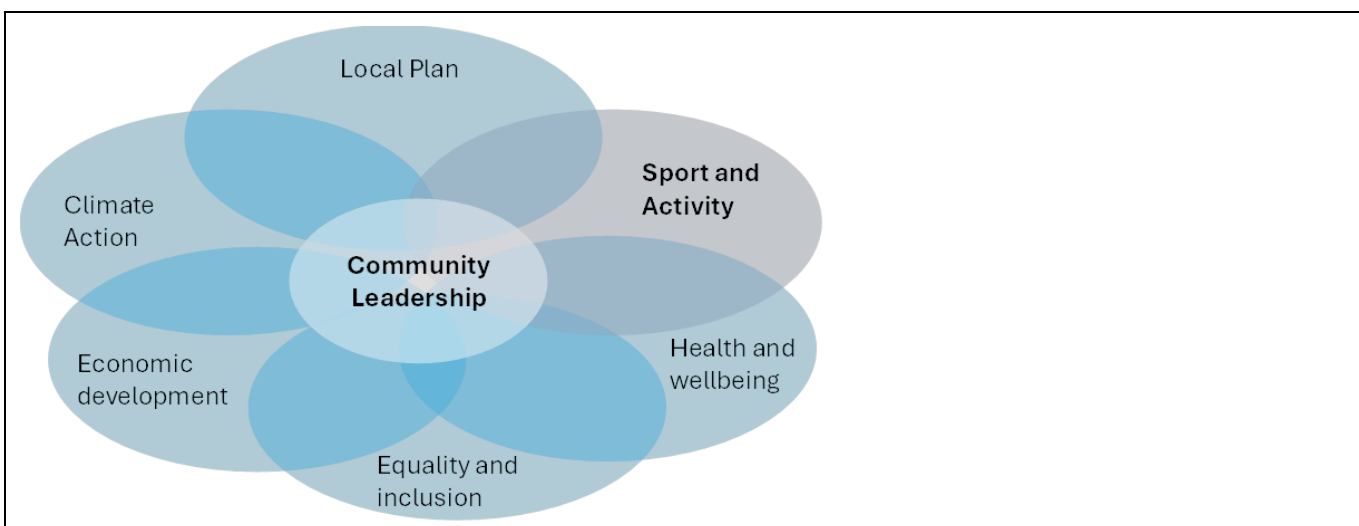 Local Plan
Sport and
Activity
Climate
Action
Community
Leadership
Health and
wellbeing
Economic
development
Equality and
inclusion